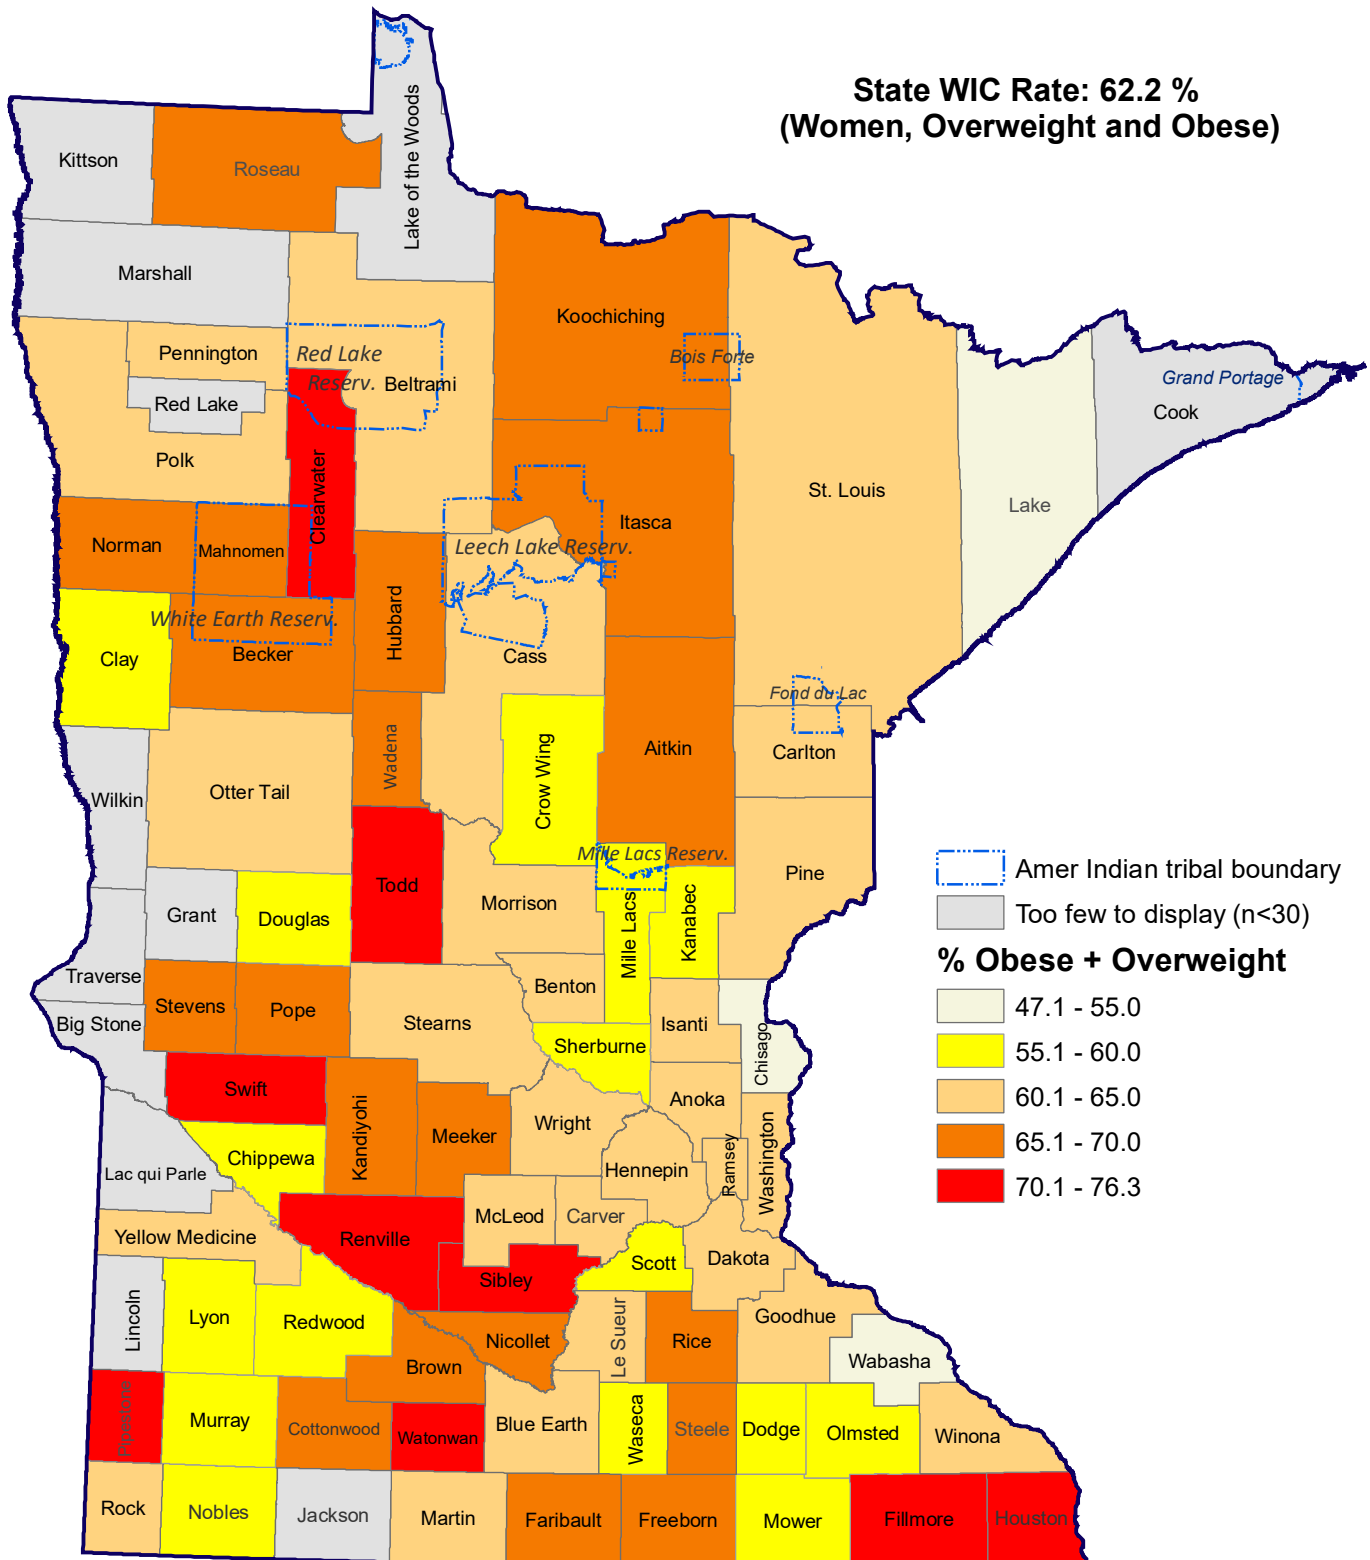 State WIC Rate: 62.2 %
(Women, Overweight and Obese)
Kittson
Roseau
Lake of the Woods
Marshall
Koochiching
Pennington
Red Lake
Reserv.
Beltrami
Bois Forte
Grand Portage
Cook
Red Lake
Polk
Clearwater
St. Louis
Lake
Itasca
Norman
Mahnomen
Leech Lake Reserv.
White Earth Reserv.
Becker
Hubbard
Clay
Cass
Fond du Lac
Wadena
Aitkin
Carlton
Crow Wing
Otter Tail
Wilkin
Mille Lacs Reserv.
Pine
Todd
Morrison
Grant
Douglas
Mille Lacs
Kanabec
Amer Indian tribal boundary
Too few to display (n<30)
% Obese + Overweight
47.1 - 55.0
55.1 - 60.0
60.1 - 65.0
65.1 - 70.0
70.1 - 76.3
Traverse
Stevens
Pope
Benton
Big Stone
Stearns
Isanti
Sherburne
Chisago
Swift
Anoka
Kandiyohi
Meeker
Wright
Chippewa
Lac qui Parle
Hennepin
Ramsey
Washington
McLeod
Carver
Yellow Medicine
Renville
Dakota
Scott
Sibley
Lincoln
Lyon
Redwood
Nicollet
Le Sueur
Rice
Goodhue
Brown
Wabasha
Pipestone
Murray
Cottonwood
Watonwan
Blue Earth
Waseca
Steele
Dodge
Olmsted
Winona
Rock
Nobles
Jackson
Martin
Faribault
Freeborn
Mower
Fillmore
Houston